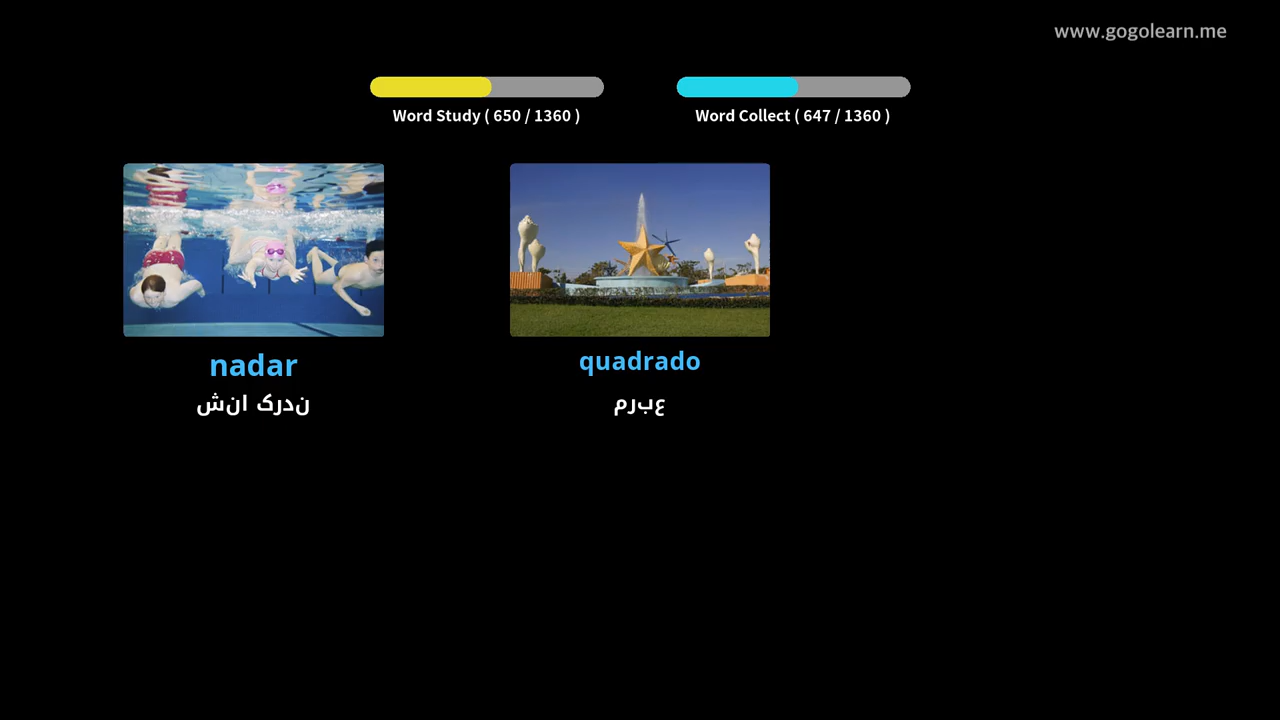 www.gogolearn.me
Word Study ( 650 / 1360 )
Word Collect ( 647 / 1360 )
nadar
شنا کردن
quadrado
مربع